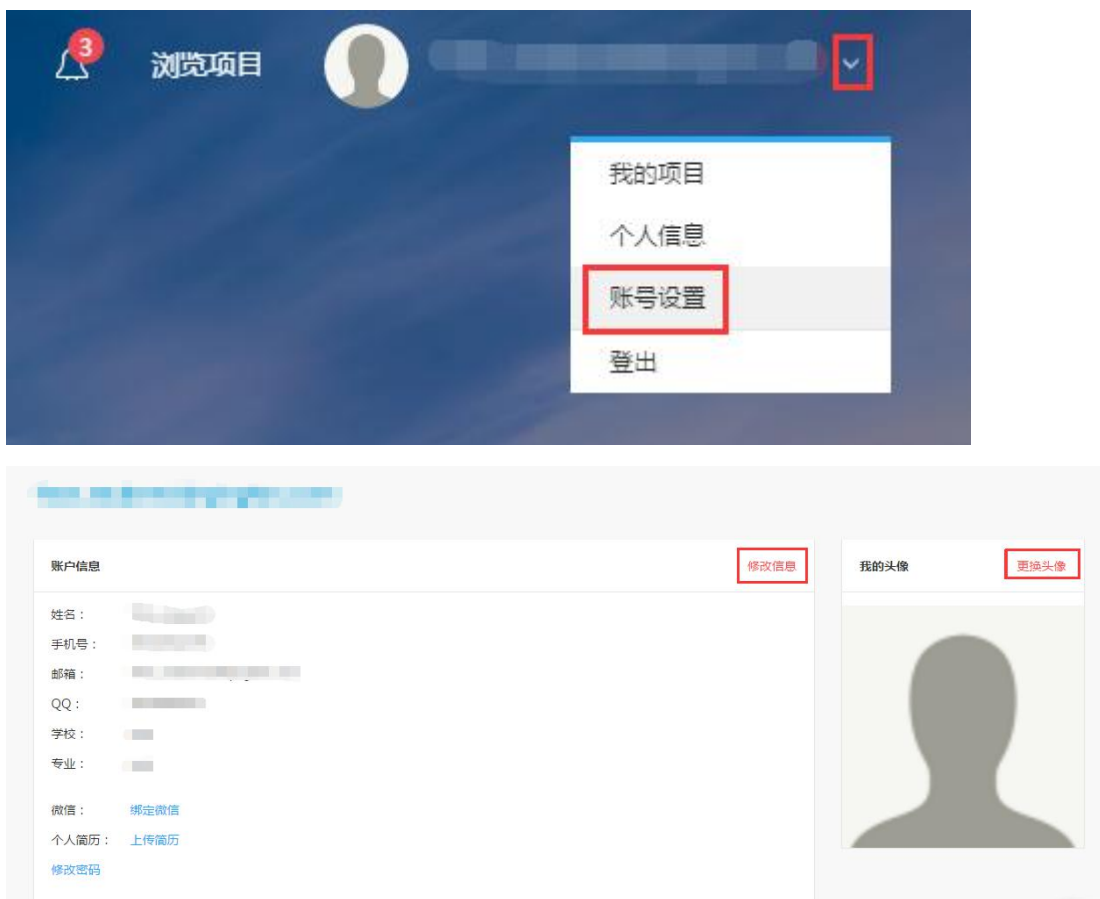 3
浏览项目
我的项目
个人信息
账号设置
登出
账户信息 修改信息
姓名：
手机号：
邮箱：
QQ：
学校：
专业：
微信： 绑定微信
个人简历： 上传简历
修改密码
我的头像 更换头像